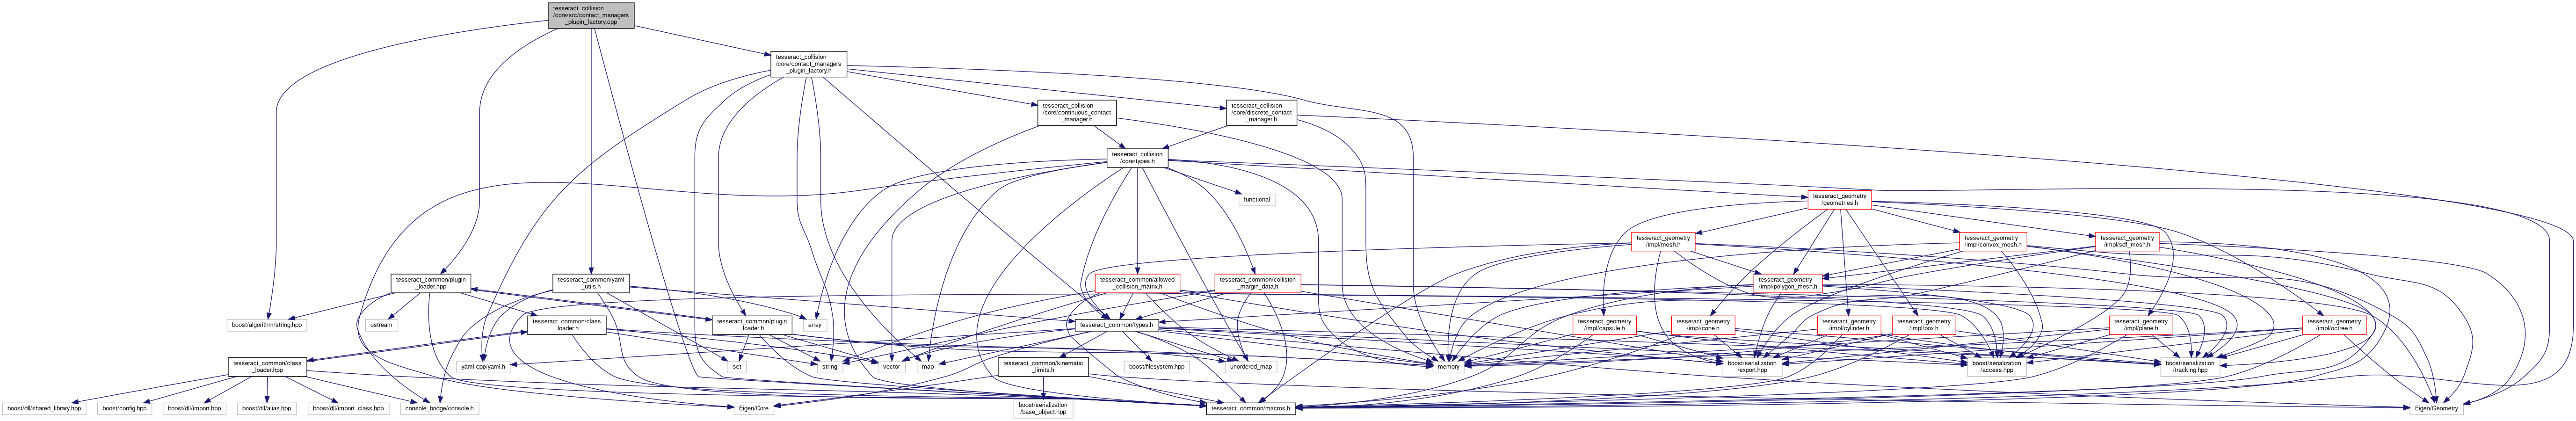 tesseract_collision
/core/src/contact_managers
_plugin_factory.cpp
tesseract_collision
/core/contact_managers
_plugin_factory.h
tesseract_collision
/core/continuous_contact
_manager.h
tesseract_collision
/core/discrete_contact
_manager.h
tesseract_collision
/core/types.h
functional
tesseract_geometry
/geometries.h
tesseract_geometry
/impl/mesh.h
tesseract_geometry
/impl/convex_mesh.h
tesseract_geometry
/impl/sdf_mesh.h
tesseract_common/plugin
_loader.hpp
tesseract_common/yaml
_utils.h
tesseract_common/allowed
_collision_matrix.h
tesseract_common/collision
_margin_data.h
tesseract_geometry
/impl/polygon_mesh.h
boost/algorithm/string.hpp
ostream
tesseract_common/class
_loader.h
tesseract_common/plugin
_loader.h
array
tesseract_common/types.h
tesseract_geometry
/impl/capsule.h
tesseract_geometry
/impl/cone.h
tesseract_geometry
/impl/cylinder.h
tesseract_geometry
/impl/box.h
tesseract_geometry
/impl/plane.h
tesseract_geometry
/impl/octree.h
tesseract_common/class
_loader.hpp
yaml-cpp/yaml.h
set
string
vector
map
tesseract_common/kinematic
_limits.h
boost/filesystem.hpp
unordered_map
memory
boost/serialization
/export.hpp
boost/serialization
/access.hpp
boost/serialization
/tracking.hpp
boost/dll/shared_library.hpp
boost/config.hpp
boost/dll/import.hpp
boost/dll/alias.hpp
boost/dll/import_class.hpp
console_bridge/console.h
Eigen/Core
boost/serialization
/base_object.hpp
tesseract_common/macros.h
Eigen/Geometry